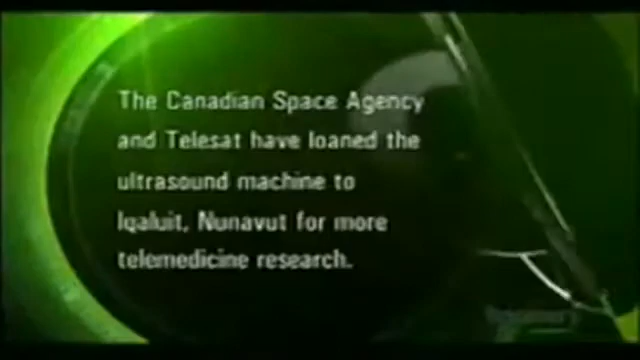 The Canadian Space Agency
and Telesat have loaned the
ultrasound machine to
Iqaluit, Nunavut for more
telemedicine research.